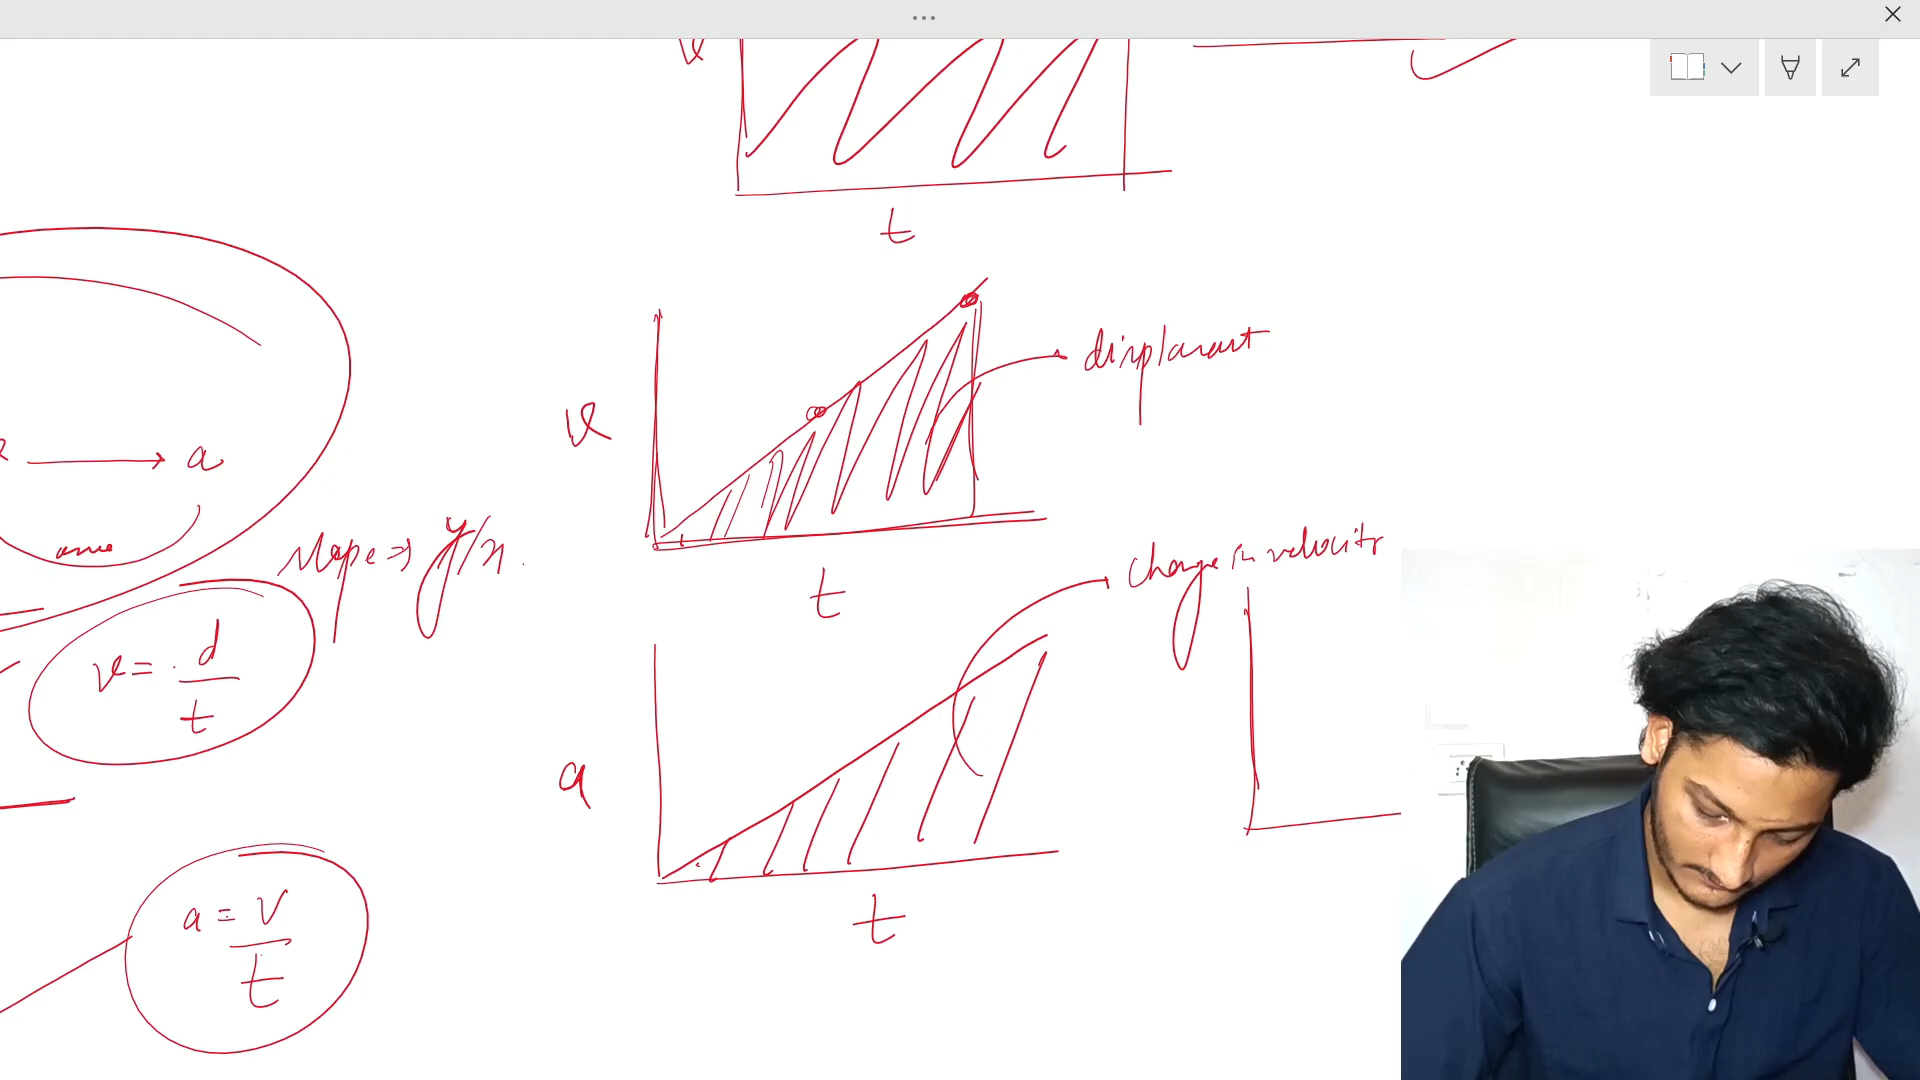 v
t
displacement
v
→ a
slope ⇒ y/x.
t
change in velocity
v = d/t
a
a = v/t
t